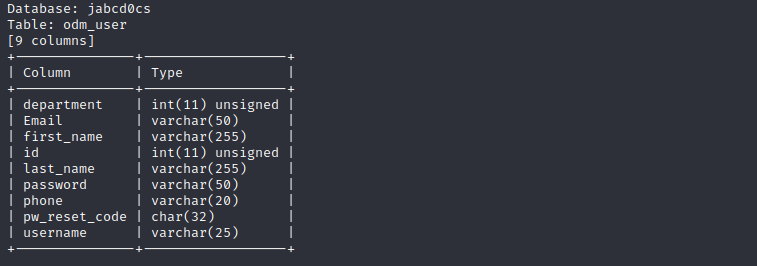 Database: jabcd0cs
Table: odm_user
[9 columns]
+---------------+------------------+
| Column        | Type             |
+---------------+------------------+
| department    | int(11) unsigned |
| Email         | varchar(50)      |
| first_name    | varchar(255)     |
| id            | int(11) unsigned |
| last_name     | varchar(255)     |
| password      | varchar(50)      |
| phone         | varchar(20)      |
| pw_reset_code | char(32)         |
| username      | varchar(25)      |
+---------------+------------------+